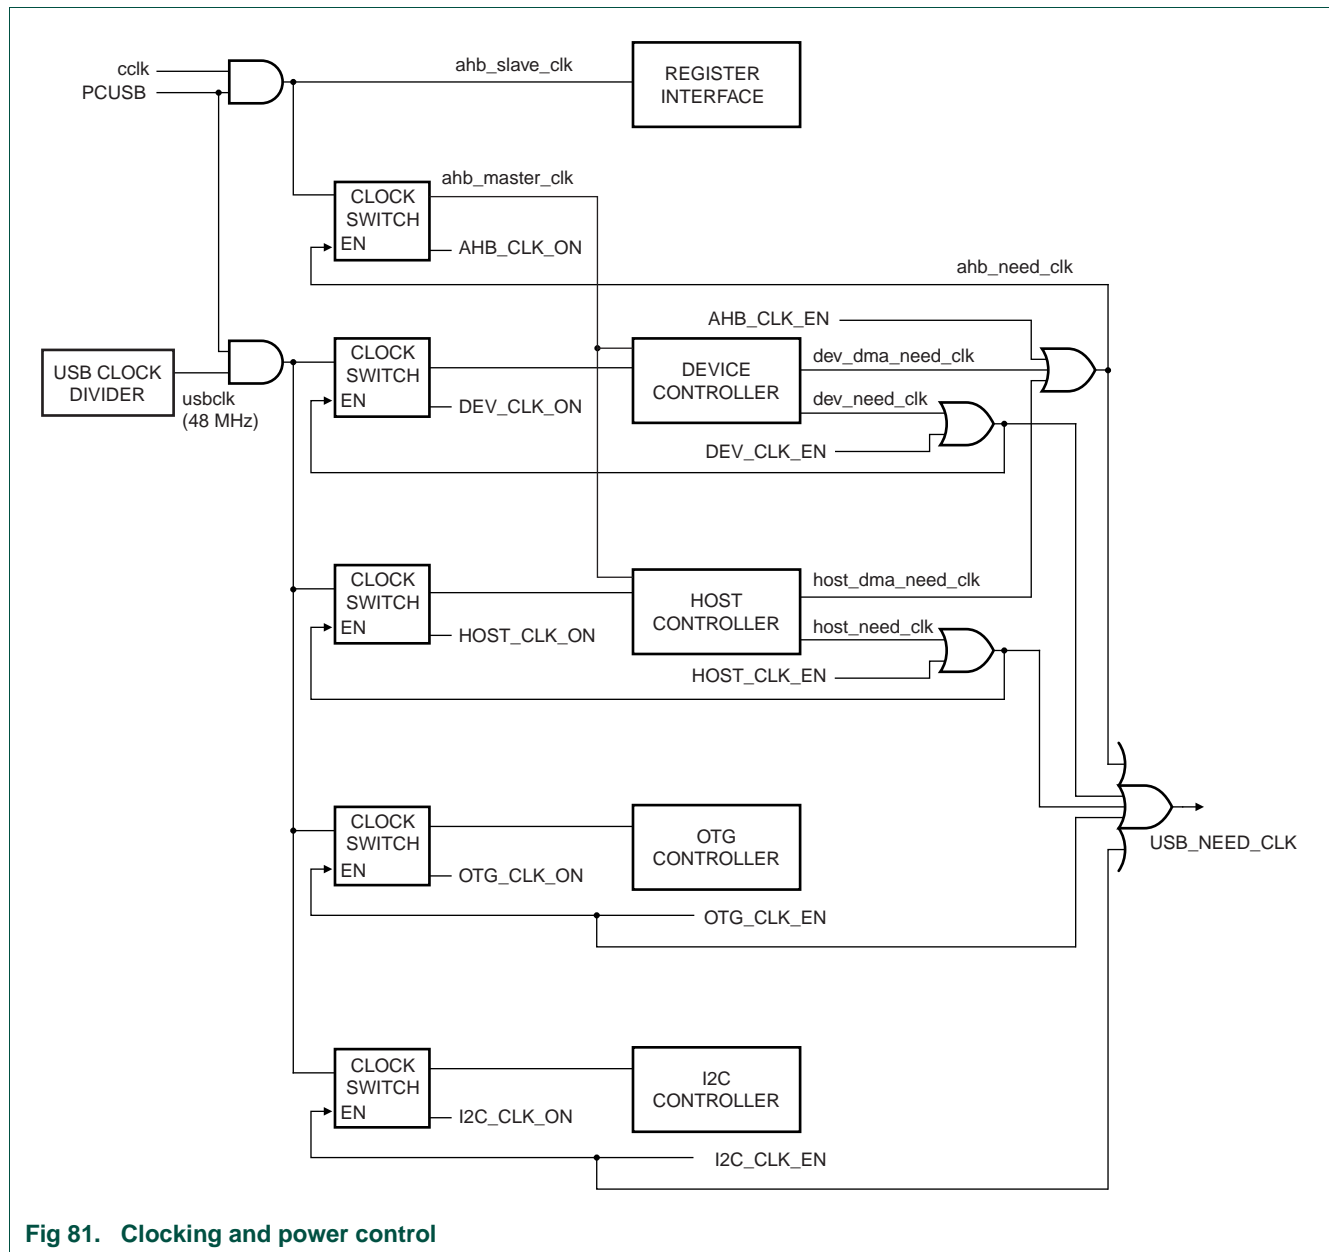 cclk
PCUSB
ahb_slave_clk
REGISTER
INTERFACE
CLOCK
SWITCH
EN
ahb_master_clk
AHB_CLK_ON
ahb_need_clk
AHB_CLK_EN
USB CLOCK
DIVIDER
usbclk
(48 MHz)
CLOCK
SWITCH
EN
DEV_CLK_ON
DEVICE
CONTROLLER
dev_dma_need_clk
dev_need_clk
DEV_CLK_EN
CLOCK
SWITCH
EN
HOST_CLK_ON
HOST
CONTROLLER
host_dma_need_clk
host_need_clk
HOST_CLK_EN
CLOCK
SWITCH
EN
OTG_CLK_ON
OTG
CONTROLLER
OTG_CLK_EN
USB_NEED_CLK
CLOCK
SWITCH
EN
I2C_CLK_ON
I2C
CONTROLLER
I2C_CLK_EN
Fig 81. Clocking and power control